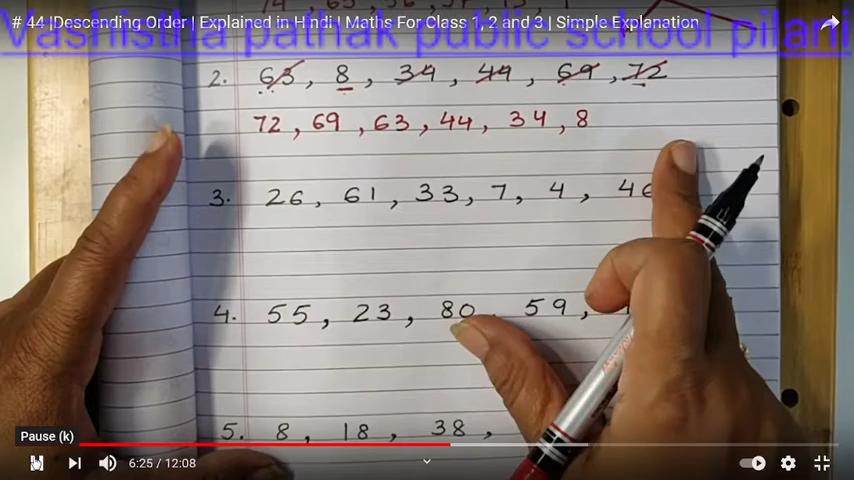 # 44 |Descending Order | Explained in Hindi | Maths For Class 1, 2 and 3 | Simple Explanation
Vashistha pathak public school pilani
2. 63, 8, 34, 44, 69, 72
72, 69, 63, 44, 34, 8
3. 26, 61, 33, 7, 4,
4. 55, 23, 80, 59,
5. 8, 18, 38,
Pause (k)
6:25 / 12:08